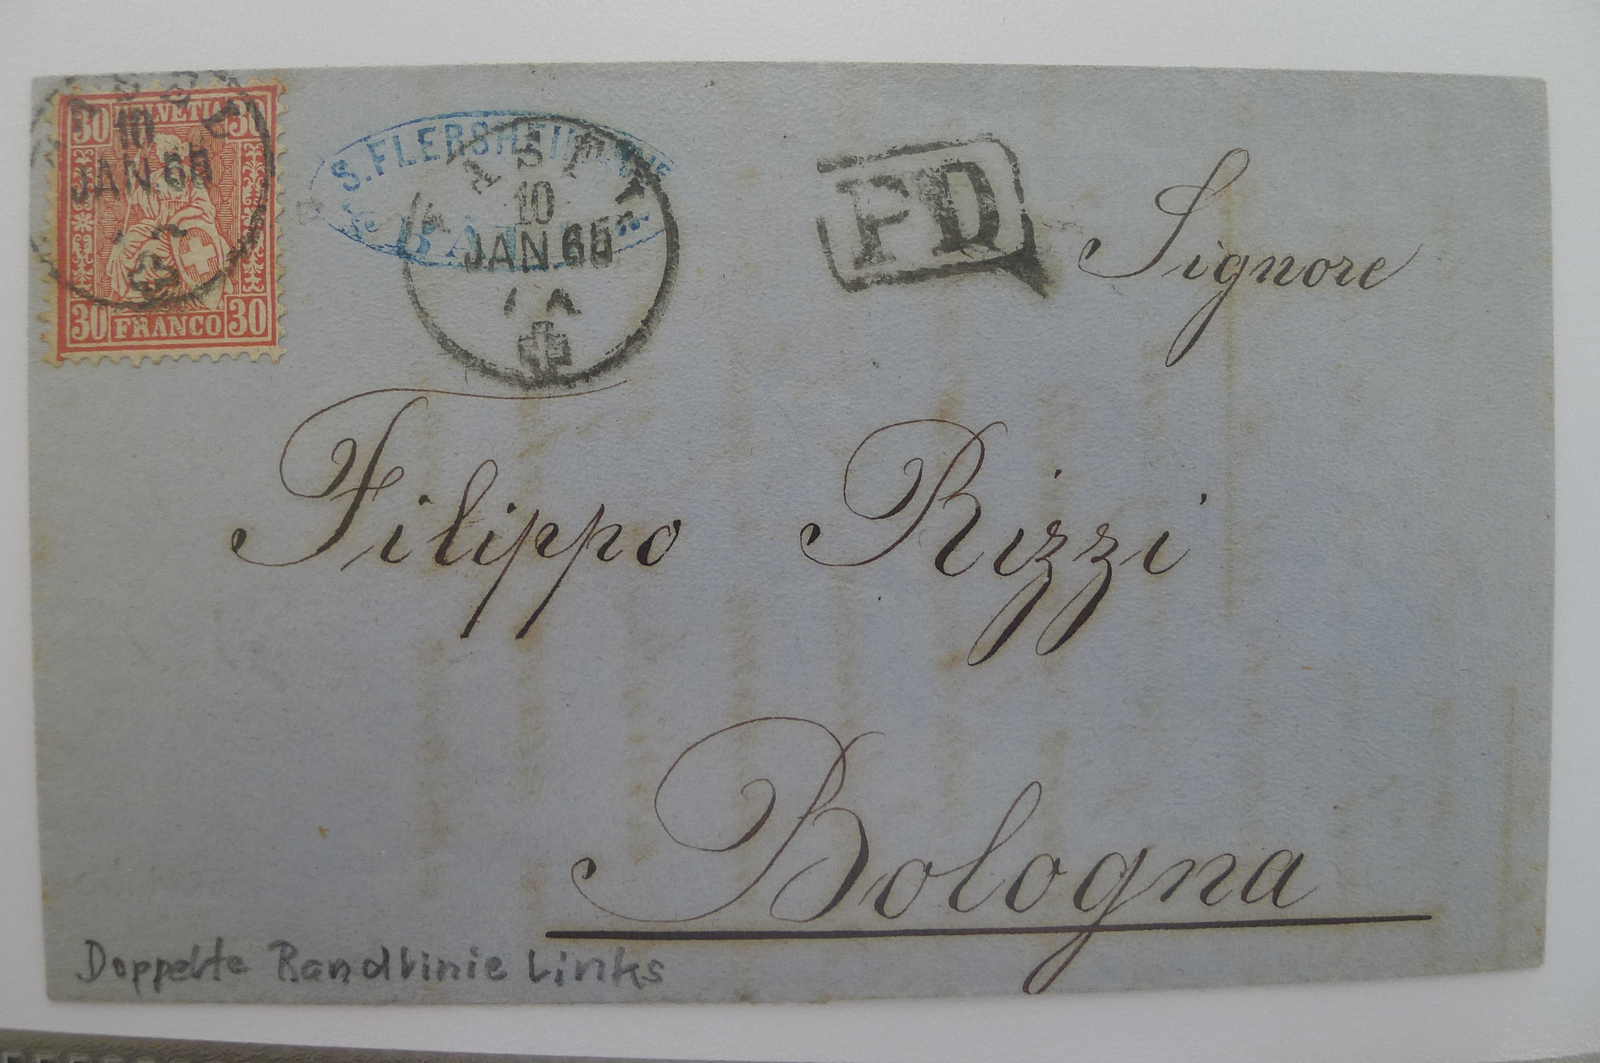 30 HELVETIA 30
10
JAN 65
30 FRANCO 30
S. FLERSHEIM
10
JAN 65
PD
Signore
Filippo Rizzi
Bologna
Doppelte Randlinie Links